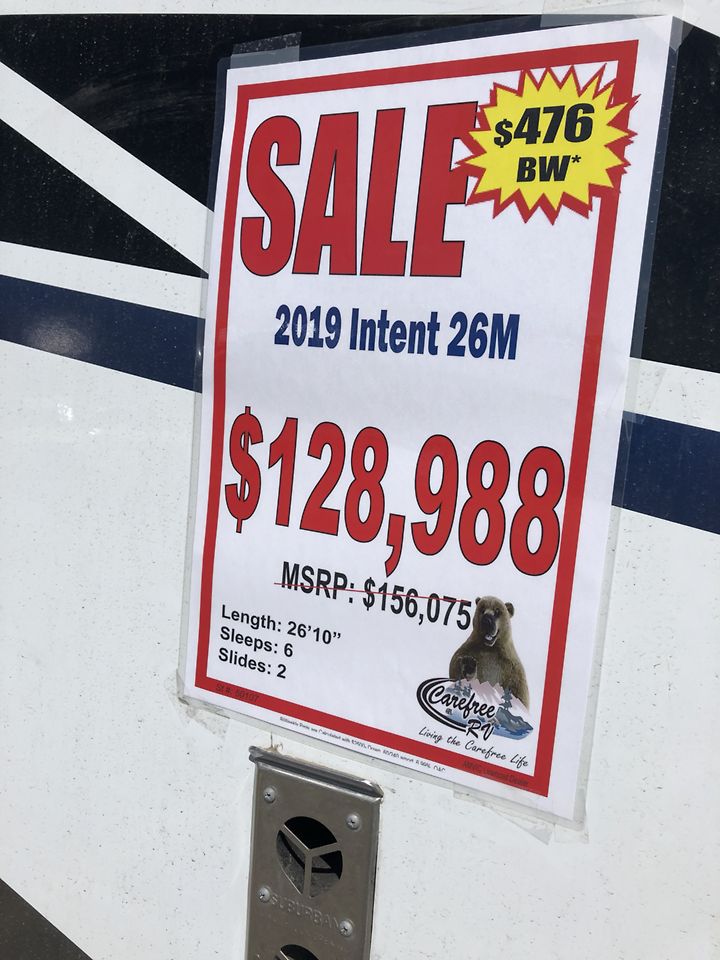 SALE
$476
BW*
2019 Intent 26M
$128,988
MSRP: $156,075
Length: 26'10"
Sleeps: 6
Slides: 2
Carefree
RV
Living the Carefree Life
SUBURBAN